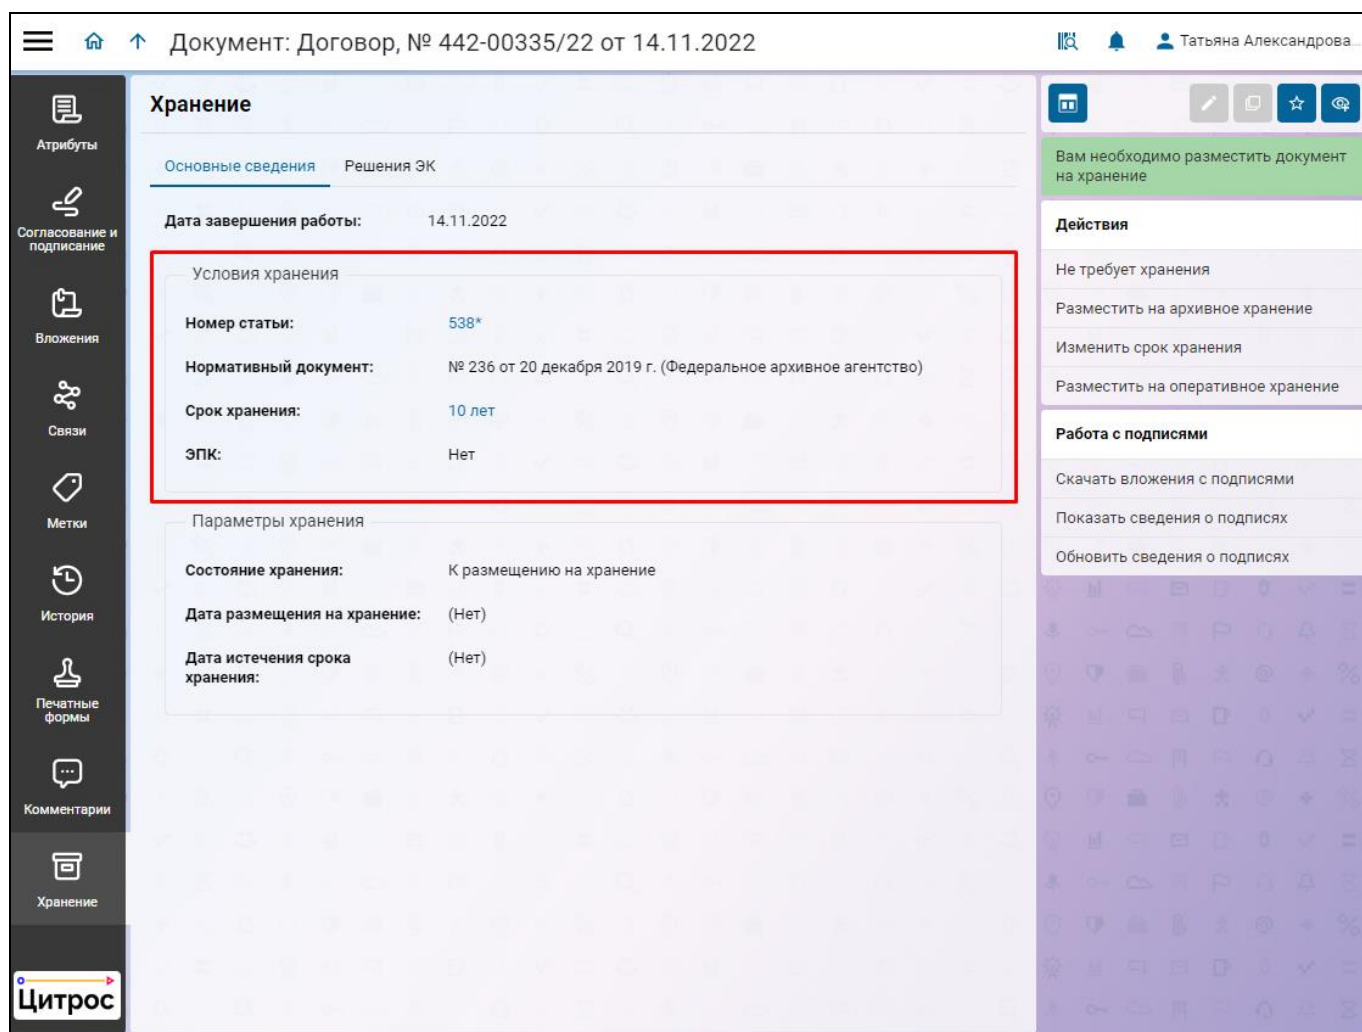 Документ: Договор, № 442-00335/22 от 14.11.2022
Татьяна Александрова...
Атрибуты
Согласование и
подписание
Вложения
Связи
Метки
История
Печатные
формы
Комментарии
Хранение
Цитрос
Хранение
Основные сведения
Решения ЭК
Дата завершения работы: 14.11.2022
Условия хранения
Номер статьи: 538*
Нормативный документ: № 236 от 20 декабря 2019 г. (Федеральное архивное агентство)
Срок хранения: 10 лет
ЭПК: Нет
Параметры хранения
Состояние хранения: К размещению на хранение
Дата размещения на хранение: (Нет)
Дата истечения срока (Нет)
хранения:
Вам необходимо разместить документ
на хранение
Действия
Не требует хранения
Разместить на архивное хранение
Изменить срок хранения
Разместить на оперативное хранение
Работа с подписями
Скачать вложения с подписями
Показать сведения о подписях
Обновить сведения о подписях